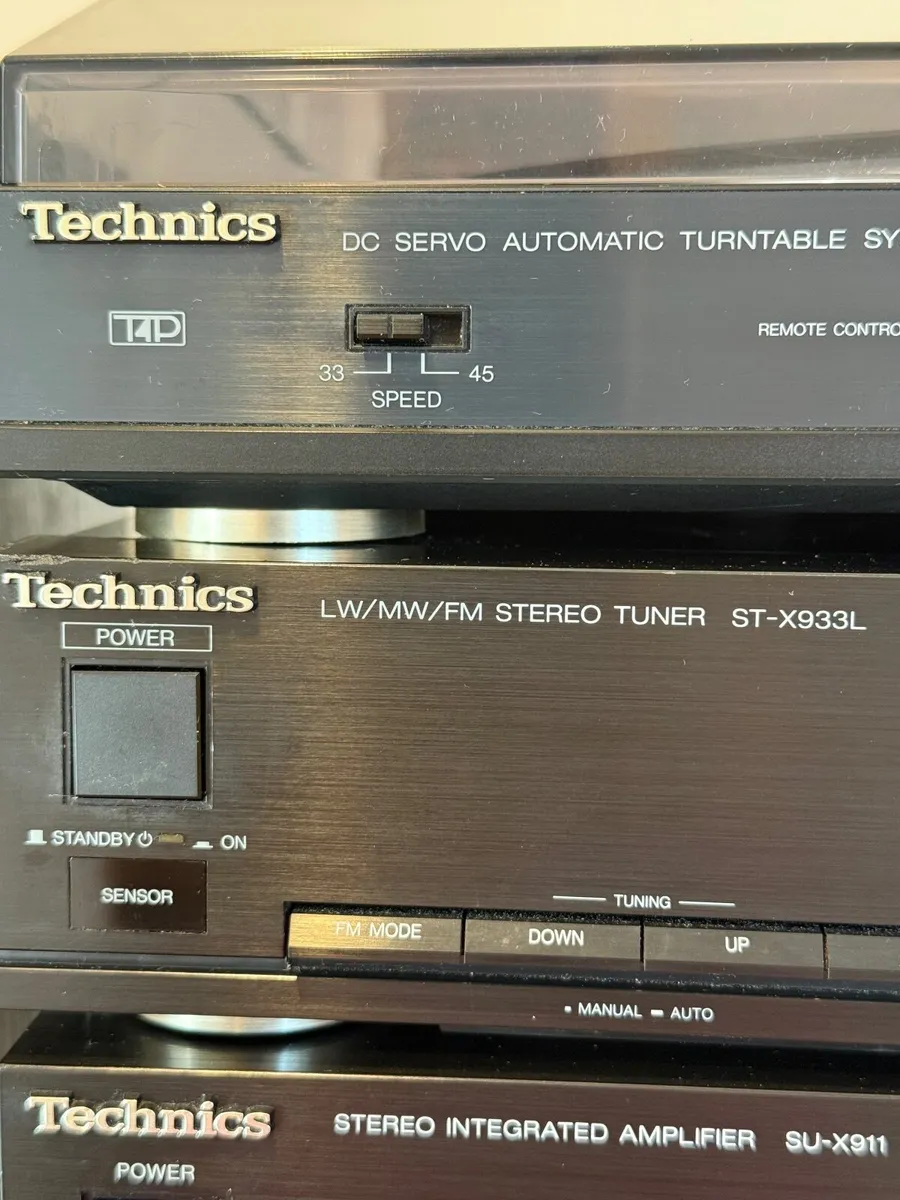 Technics
DC SERVO AUTOMATIC TURNTABLE SY
T4P
REMOTE CONTRO
33
45
SPEED
Technics
LW/MW/FM STEREO TUNER ST-X933L
POWER
STANDBY ON
SENSOR
TUNING
FM MODE DOWN UP
MANUAL AUTO
Technics
STEREO INTEGRATED AMPLIFIER SU-X911
POWER